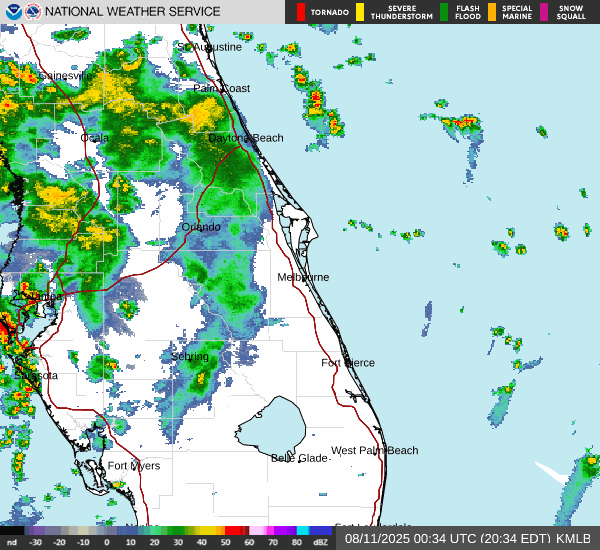 NATIONAL WEATHER SERVICE
TORNADO
SEVERE THUNDERSTORM
FLASH FLOOD
SPECIAL MARINE
SNOW SQUALL
St Augustine
Gainesville
Palm Coast
Ocala
Daytona Beach
Orlando
Melbourne
Tampa
Sebring
Fort Pierce
Sarasota
West Palm Beach
Belle Glade
Fort Myers
Fort Lauderdale
nd -30 -20 -10 0 10 20 30 40 50 60 70 80 dBZ
08/11/2025 00:34 UTC (20:34 EDT) KMLB